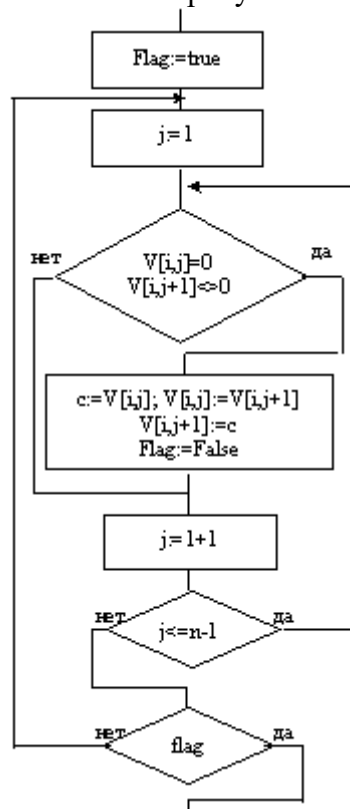 Flag:=true
j:=1
нет
да
V[i,j]=0
V[i,j+1]<>0
c:=V[i,j]; V[i,j]:=V[i,j+1]
V[i,j+1]:=c
Flag:=False
j:=1+1
нет
да
j<=n-1
нет
да
flag